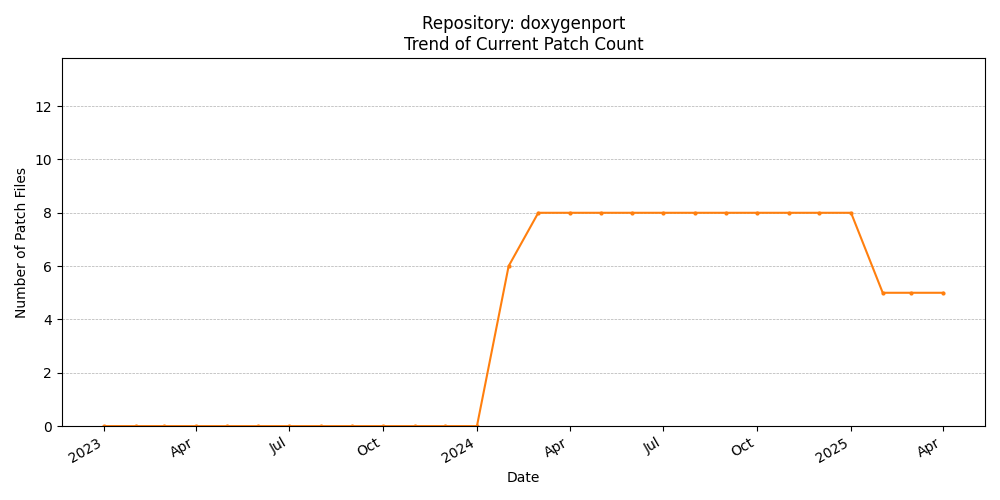 Repository: doxygenport
Trend of Current Patch Count
12
10
8
6
4
2
0
Number of Patch Files
2023
Apr
Jul
Oct
2024
Apr
Jul
Oct
2025
Apr
Date